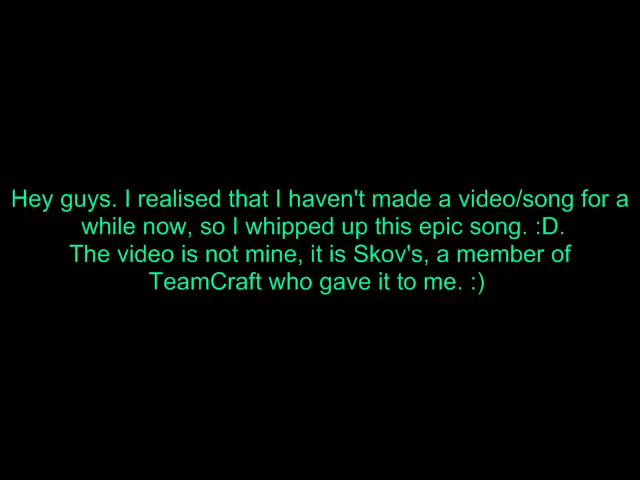 Hey guys. I realised that I haven't made a video/song for a
while now, so I whipped up this epic song. :D.
The video is not mine, it is Skov's, a member of
TeamCraft who gave it to me. :)